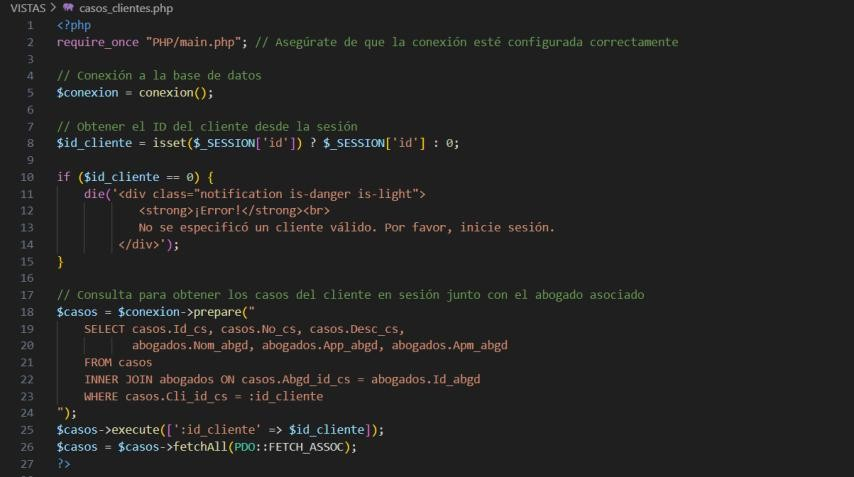 VISTAS > casos_clientes.php
1 <?php
2 require_once "PHP/main.php"; // Asegúrate de que la conexión esté configurada correctamente
3
4 // Conexión a la base de datos
5 $conexion = conexion();
6
7 // Obtener el ID del cliente desde la sesión
8 $id_cliente = isset($_SESSION['id']) ? $_SESSION['id'] : 0;
9
10 if ($id_cliente == 0) {
11 die('<div class="notification is-danger is-light">
12 <strong>¡Error!</strong><br>
13 No se especificó un cliente válido. Por favor, inicie sesión.
14 </div>');
15 }
16
17 // Consulta para obtener los casos del cliente en sesión junto con el abogado asociado
18 $casos = $conexion->prepare("
19 SELECT casos.Id_cs, casos.No_cs, casos.Desc_cs,
20 abogados.Nom_abgd, abogados.App_abgd, abogados.Apm_abgd
21 FROM casos
22 INNER JOIN abogados ON casos.Abgd_id_cs = abogados.Id_abgd
23 WHERE casos.Cli_id_cs = :id_cliente
24 ");
25 $casos->execute([':id_cliente' => $id_cliente]);
26 $casos = $casos->fetchAll(PDO::FETCH_ASSOC);
27 ?>